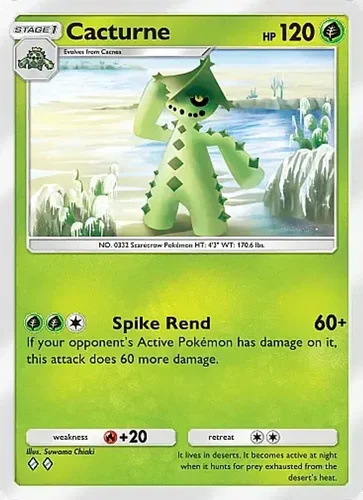 STAGE 1 Cacturne HP 120
Evolves from Cacnea
NO. 0332 Scarecrow Pokémon HT: 4'3" WT: 170.6 lbs.
Spike Rend 60+
If your opponent's Active Pokémon has damage on it,
this attack does 60 more damage.
weakness +20 retreat
Illus. Suwama Chiaki
It lives in deserts. It becomes active at night
when it hunts for prey exhausted from the
desert's heat.